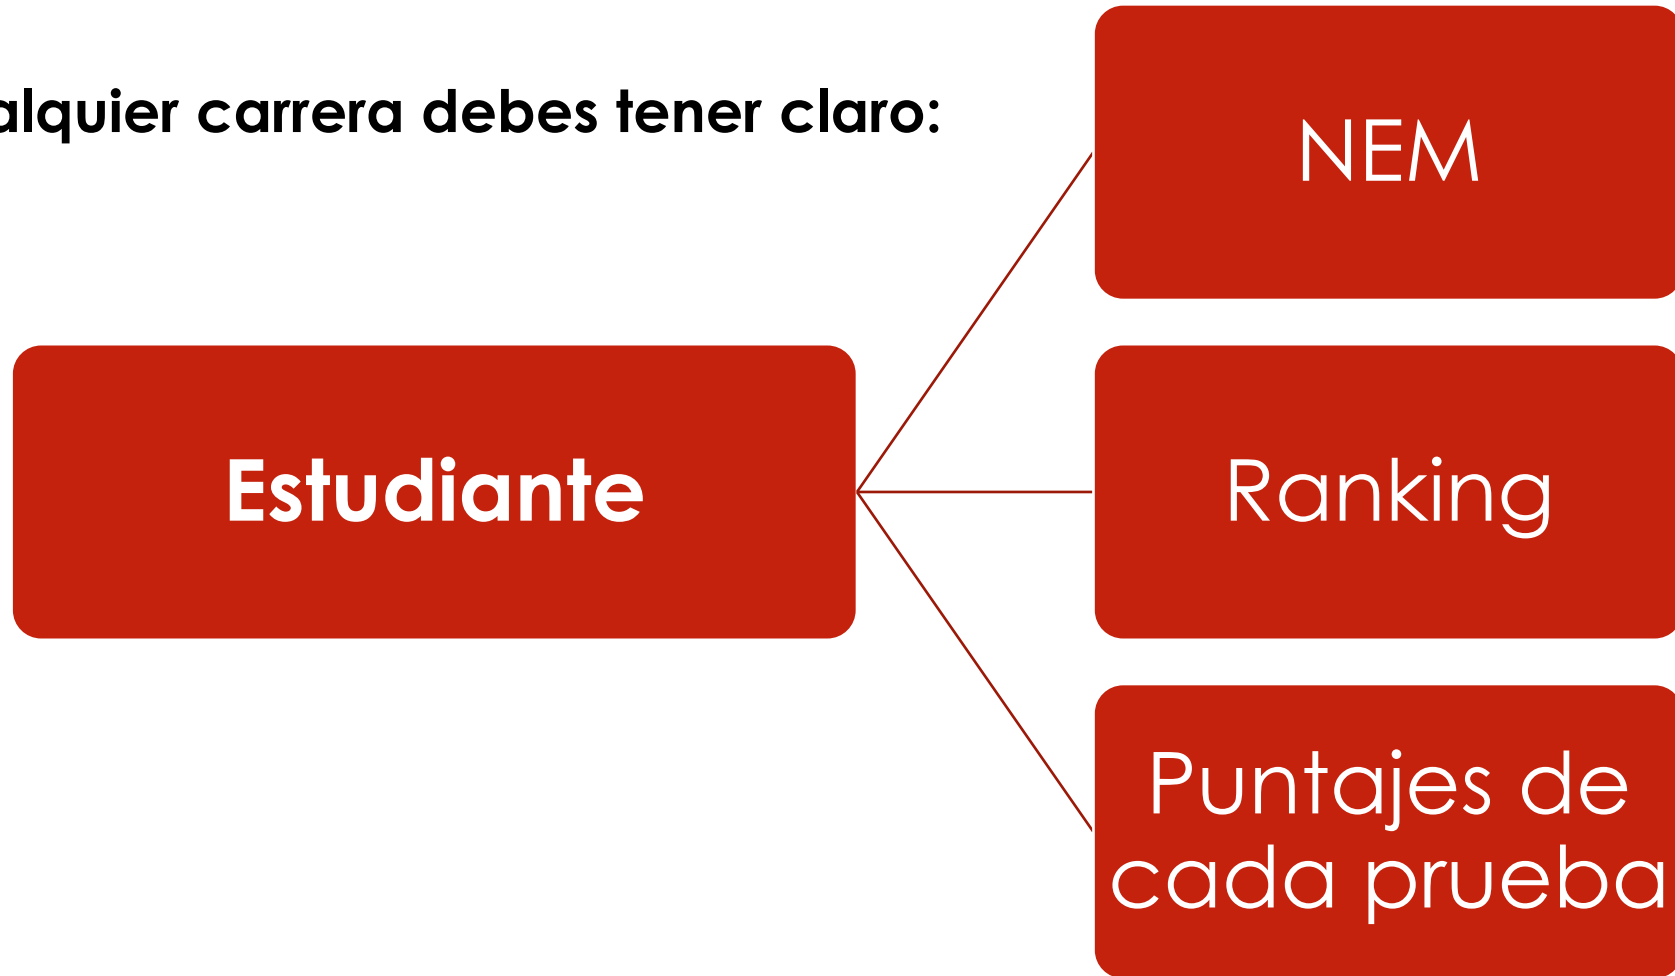 alquier carrera debes tener claro:
NEM
Estudiante
Ranking
Puntajes de
cada prueba